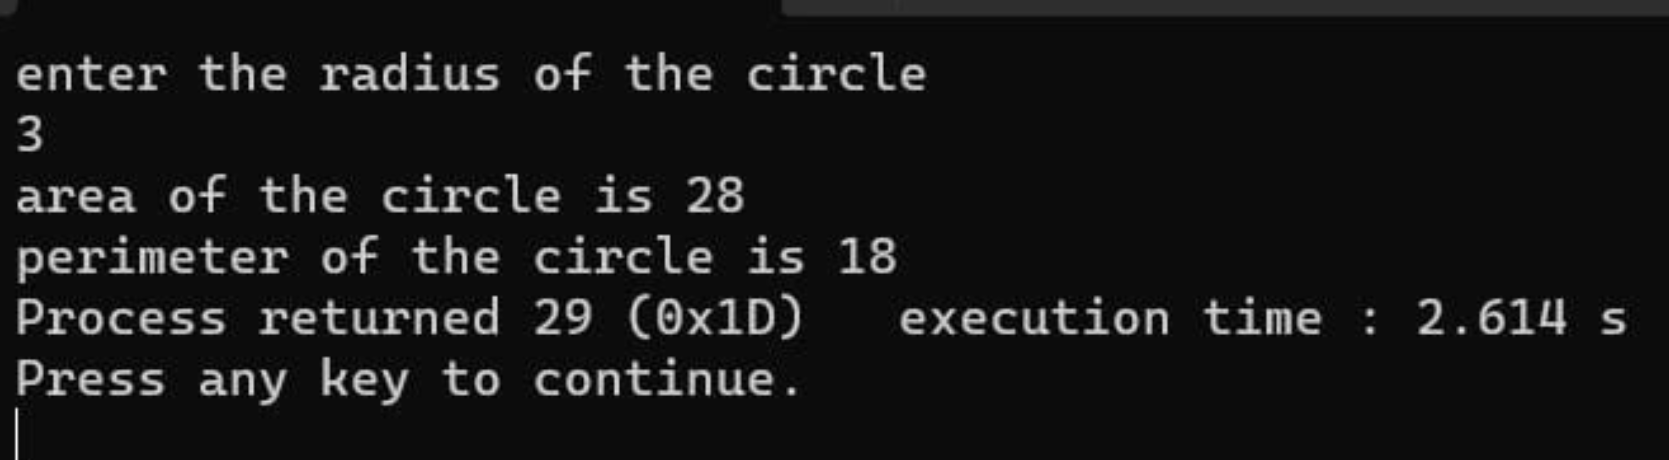 enter the radius of the circle
3
area of the circle is 28
perimeter of the circle is 18
Process returned 29 (0x1D)   execution time : 2.614 s
Press any key to continue.